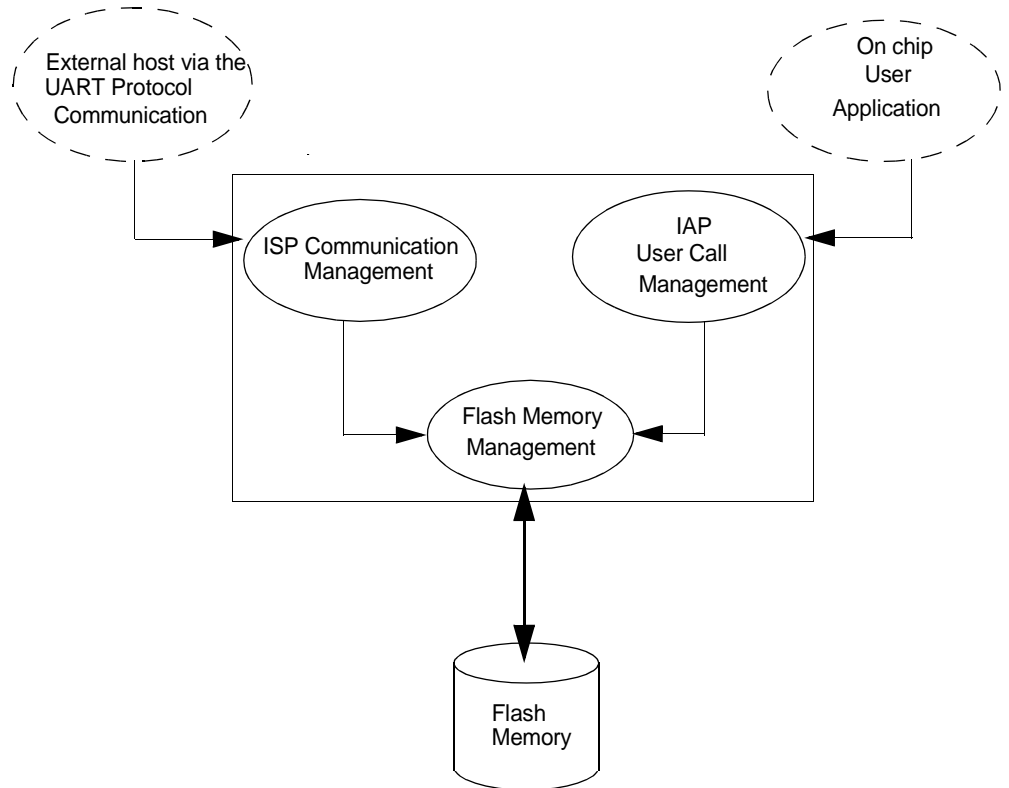 External host via the
UART Protocol
Communication
On chip
User
Application
ISP Communication
Management
IAP
User Call
Management
Flash Memory
Management
Flash
Memory